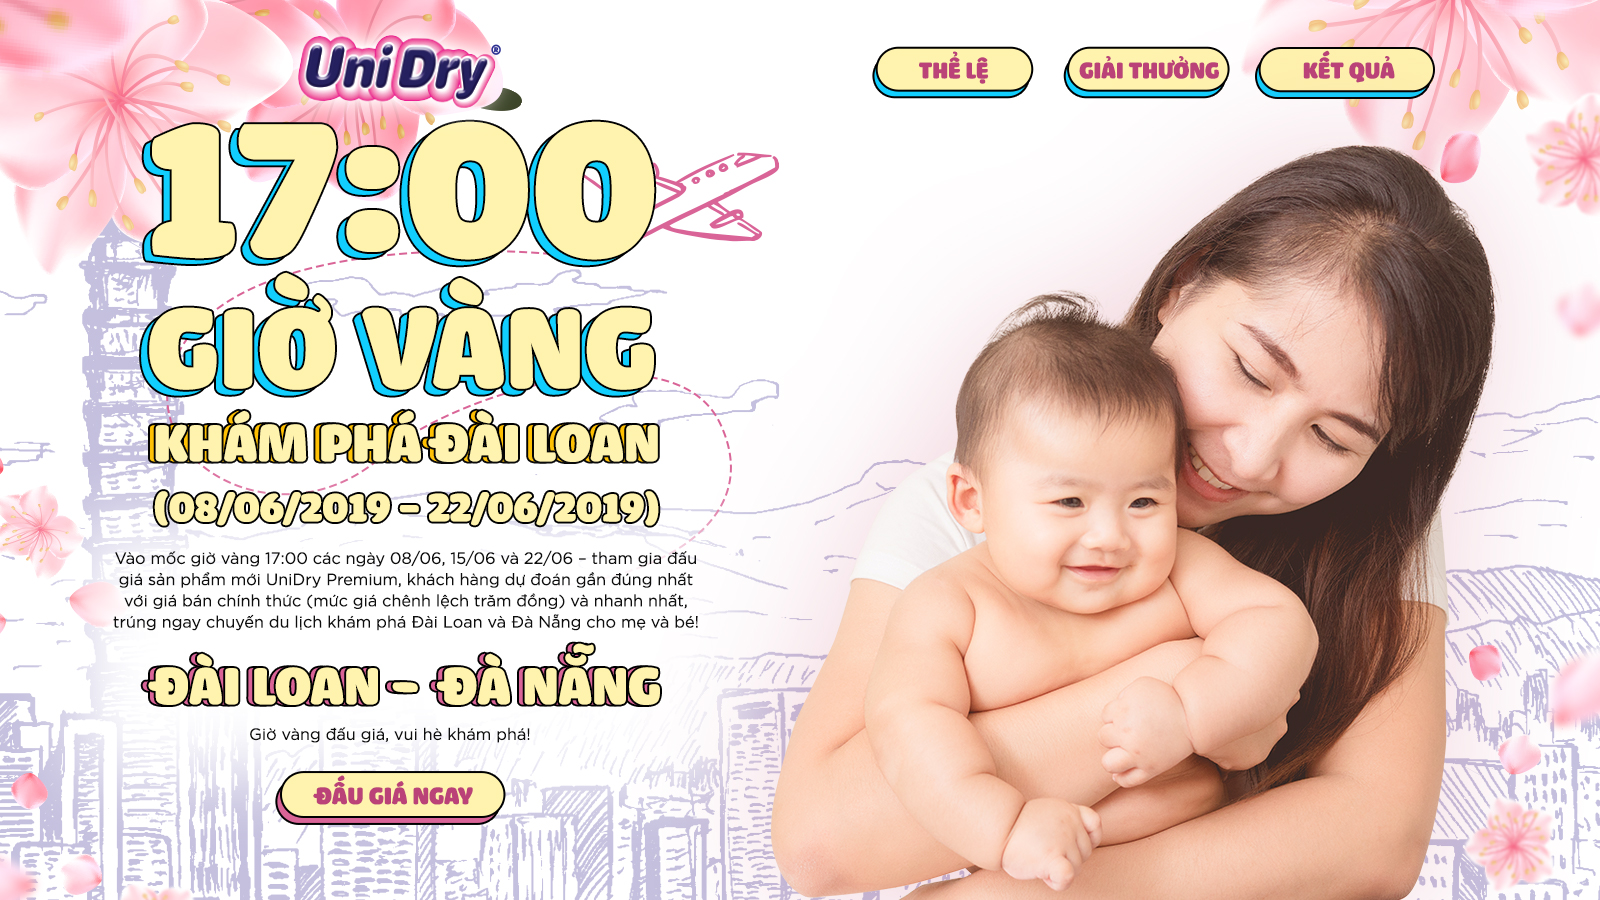 UniDry®
THỂ LỆ
GIẢI THƯỞNG
KẾT QUẢ
17:00
GIỜ VÀNG
KHÁM PHÁ ĐÀI LOAN
(08/06/2019 – 22/06/2019)
Vào mốc giờ vàng 17:00 các ngày 08/06, 15/06 và 22/06 – tham gia đấu
giá sản phẩm mới UniDry Premium, khách hàng dự đoán gần đúng nhất
với giá bán chính thức (mức giá chênh lệch trăm đồng) và nhanh nhất,
trúng ngay chuyến du lịch khám phá Đài Loan và Đà Nẵng cho mẹ và bé!
ĐÀI LOAN – ĐÀ NẴNG
Giờ vàng đấu giá, vui hè khám phá!
ĐẤU GIÁ NGAY